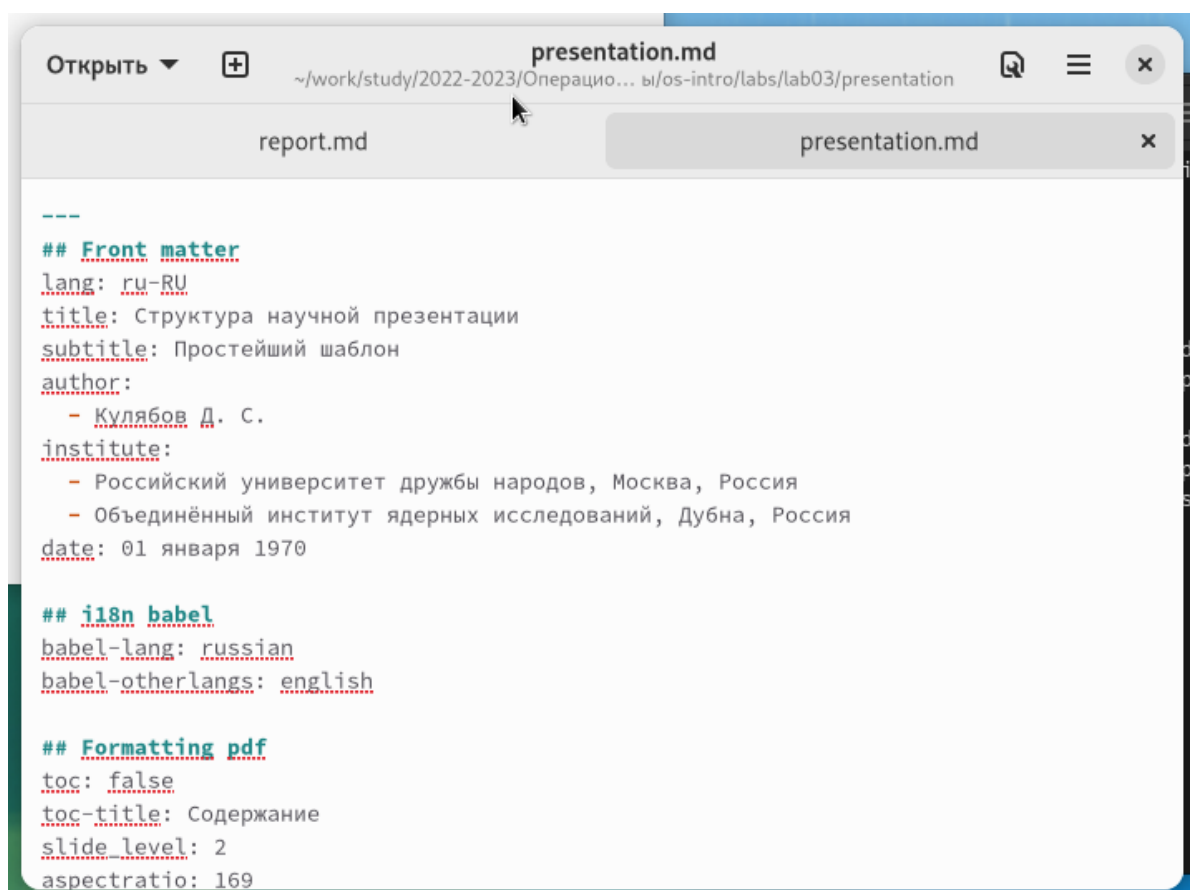 Открыть
presentation.md
~/work/study/2022-2023/Операцио... ы/os-intro/labs/lab03/presentation
report.md
presentation.md
---
## Front matter
lang: ru-RU
title: Структура научной презентации
subtitle: Простейший шаблон
author:
  - Кулябов Д. С.
institute:
  - Российский университет дружбы народов, Москва, Россия
  - Объединённый институт ядерных исследований, Дубна, Россия
date: 01 января 1970
## i18n babel
babel-lang: russian
babel-otherlangs: english
## Formatting pdf
toc: false
toc-title: Содержание
slide_level: 2
aspectratio: 169